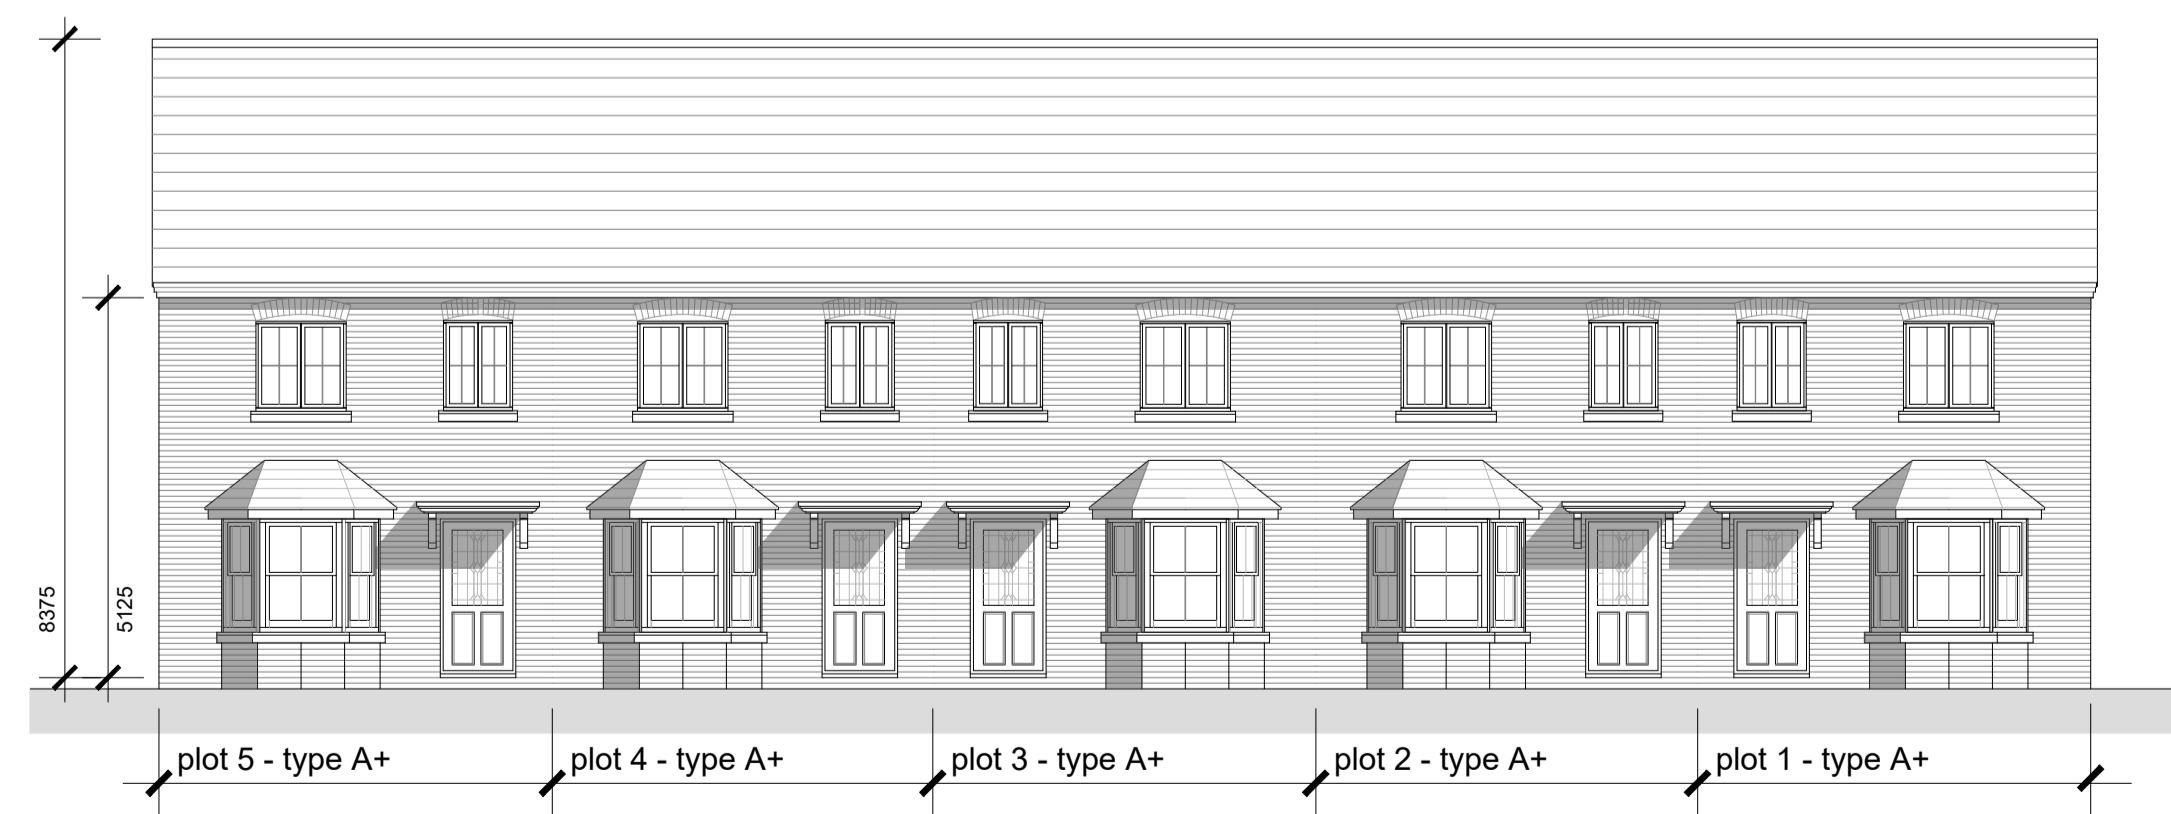 8375
5125
plot 5 - type A+
plot 4 - type A+
plot 3 - type A+
plot 2 - type A+
plot 1 - type A+